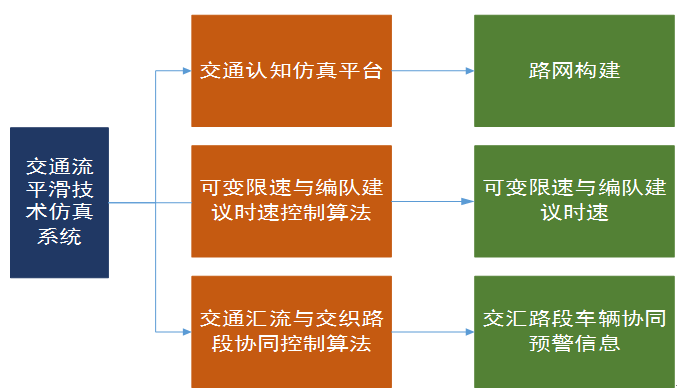 交通流
平滑技
术仿真
系统
交通认知仿真平台
路网构建
可变限速与编队建
议时速控制算法
可变限速与编队建
议时速
交通汇流与交织路
段协同控制算法
交汇路段车辆协同
预警信息